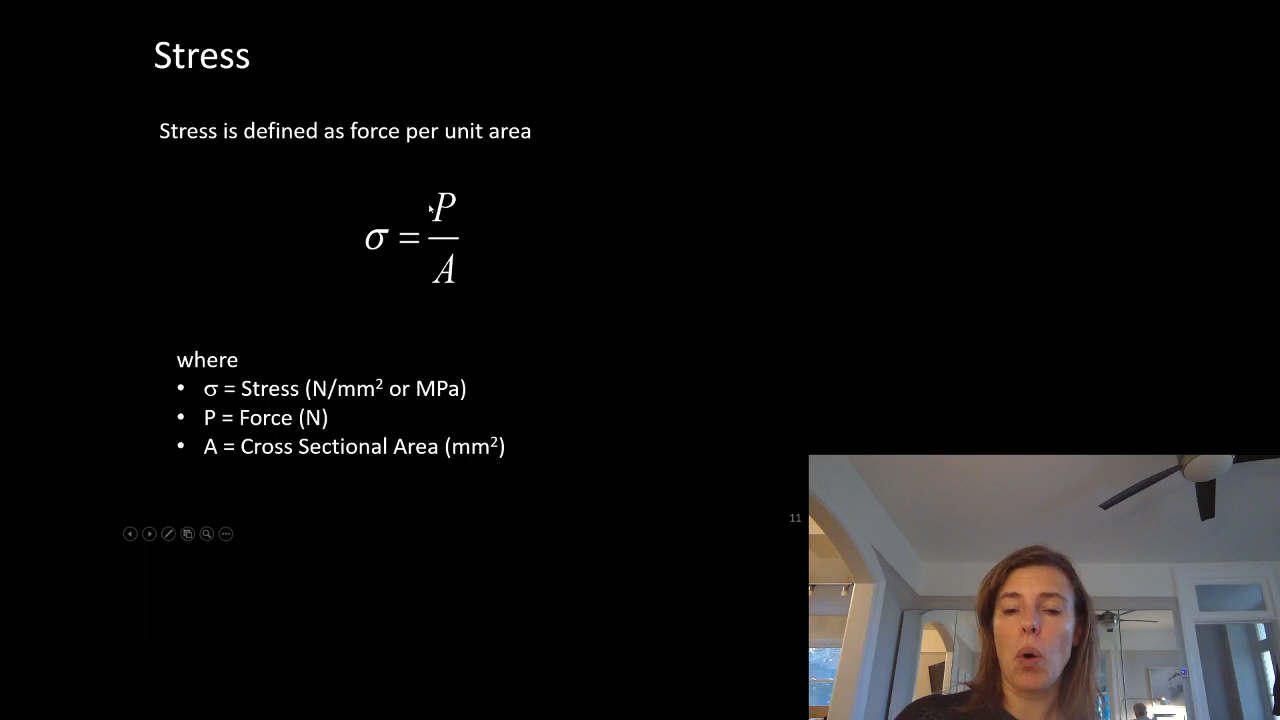 Stress
Stress is defined as force per unit area
σ = P / A
where
• σ = Stress (N/mm² or MPa)
• P = Force (N)
• A = Cross Sectional Area (mm²)
11